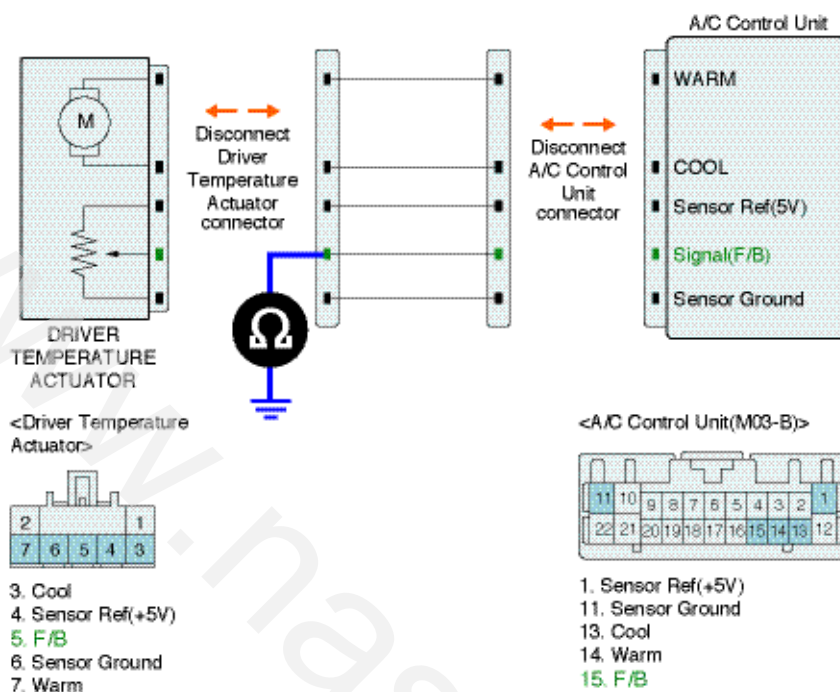 A/C Control Unit
WARM
M
Disconnect
Driver
Temperature
Actuator
connector
Disconnect
A/C Control
Unit
connector
COOL
Sensor Ref(5V)
Signal(F/B)
Sensor Ground
Ω
DRIVER
TEMPERATURE
ACTUATOR
<Driver Temperature
Actuator>
2 1
7 6 5 4 3
3. Cool
4. Sensor Ref(+5V)
5. F/B
6. Sensor Ground
7. Warm
<A/C Control Unit(M03-B)>
11 10 9 8 7 6 5 4 3 2 1
22 21 20 19 18 17 16 15 14 13 12
1. Sensor Ref(+5V)
11. Sensor Ground
13. Cool
14. Warm
15. F/B